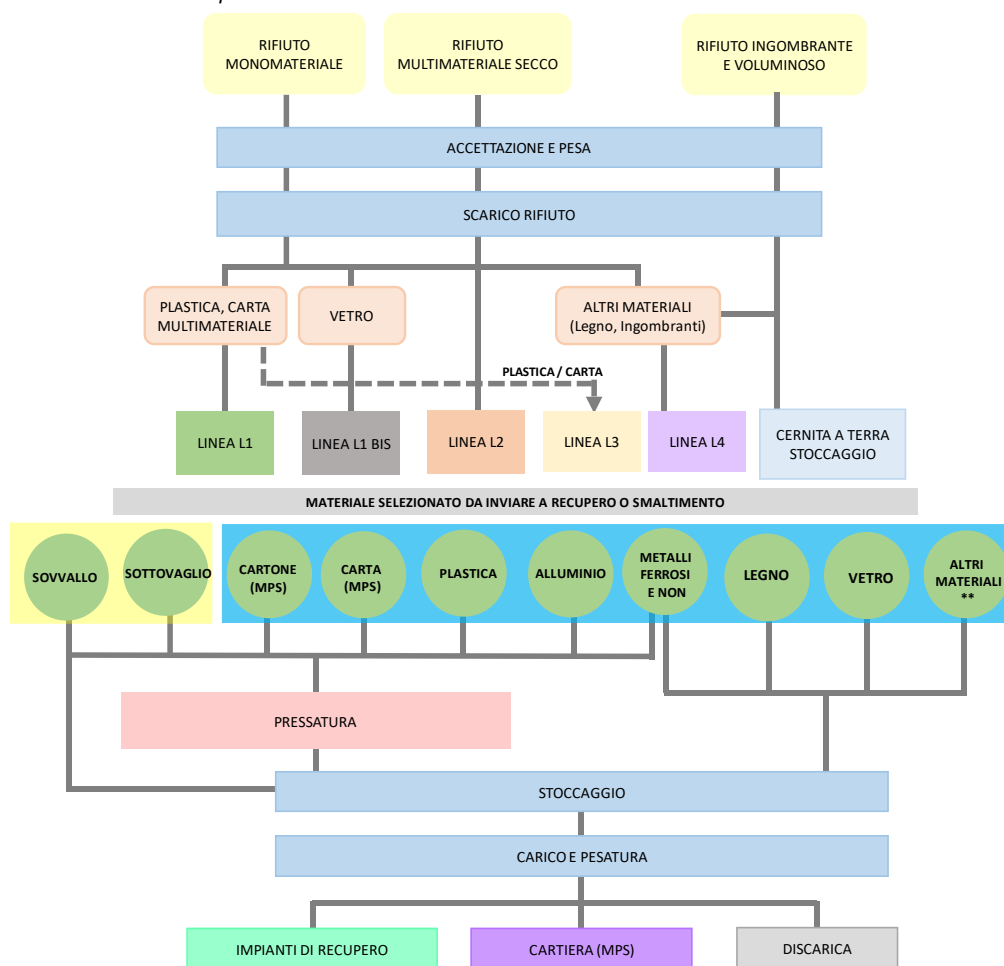 RIFIUTO
MONOMATERIALE
RIFIUTO
MULTIMATERIALE SECCO
RIFIUTO INGOMBRANTE
E VOLUMINOSO
ACCETTAZIONE E PESA
SCARICO RIFIUTO
PLASTICA, CARTA
MULTIMATERIALE
VETRO
ALTRI MATERIALI
(Legno, Ingombranti)
PLASTICA / CARTA
LINEA L1
LINEA L1 BIS
LINEA L2
LINEA L3
LINEA L4
CERNITA A TERRA
STOCCAGGIO
MATERIALE SELEZIONATO DA INVIARE A RECUPERO O SMALTIMENTO
SOVVALLO
SOTTOVAGLIO
CARTONE
(MPS)
CARTA
(MPS)
PLASTICA
ALLUMINIO
METALLI
FERROSI
E NON
LEGNO
VETRO
ALTRI
MATERIALI
**
PRESSATURA
STOCCAGGIO
CARICO E PESATURA
IMPIANTI DI RECUPERO
CARTIERA (MPS)
DISCARICA